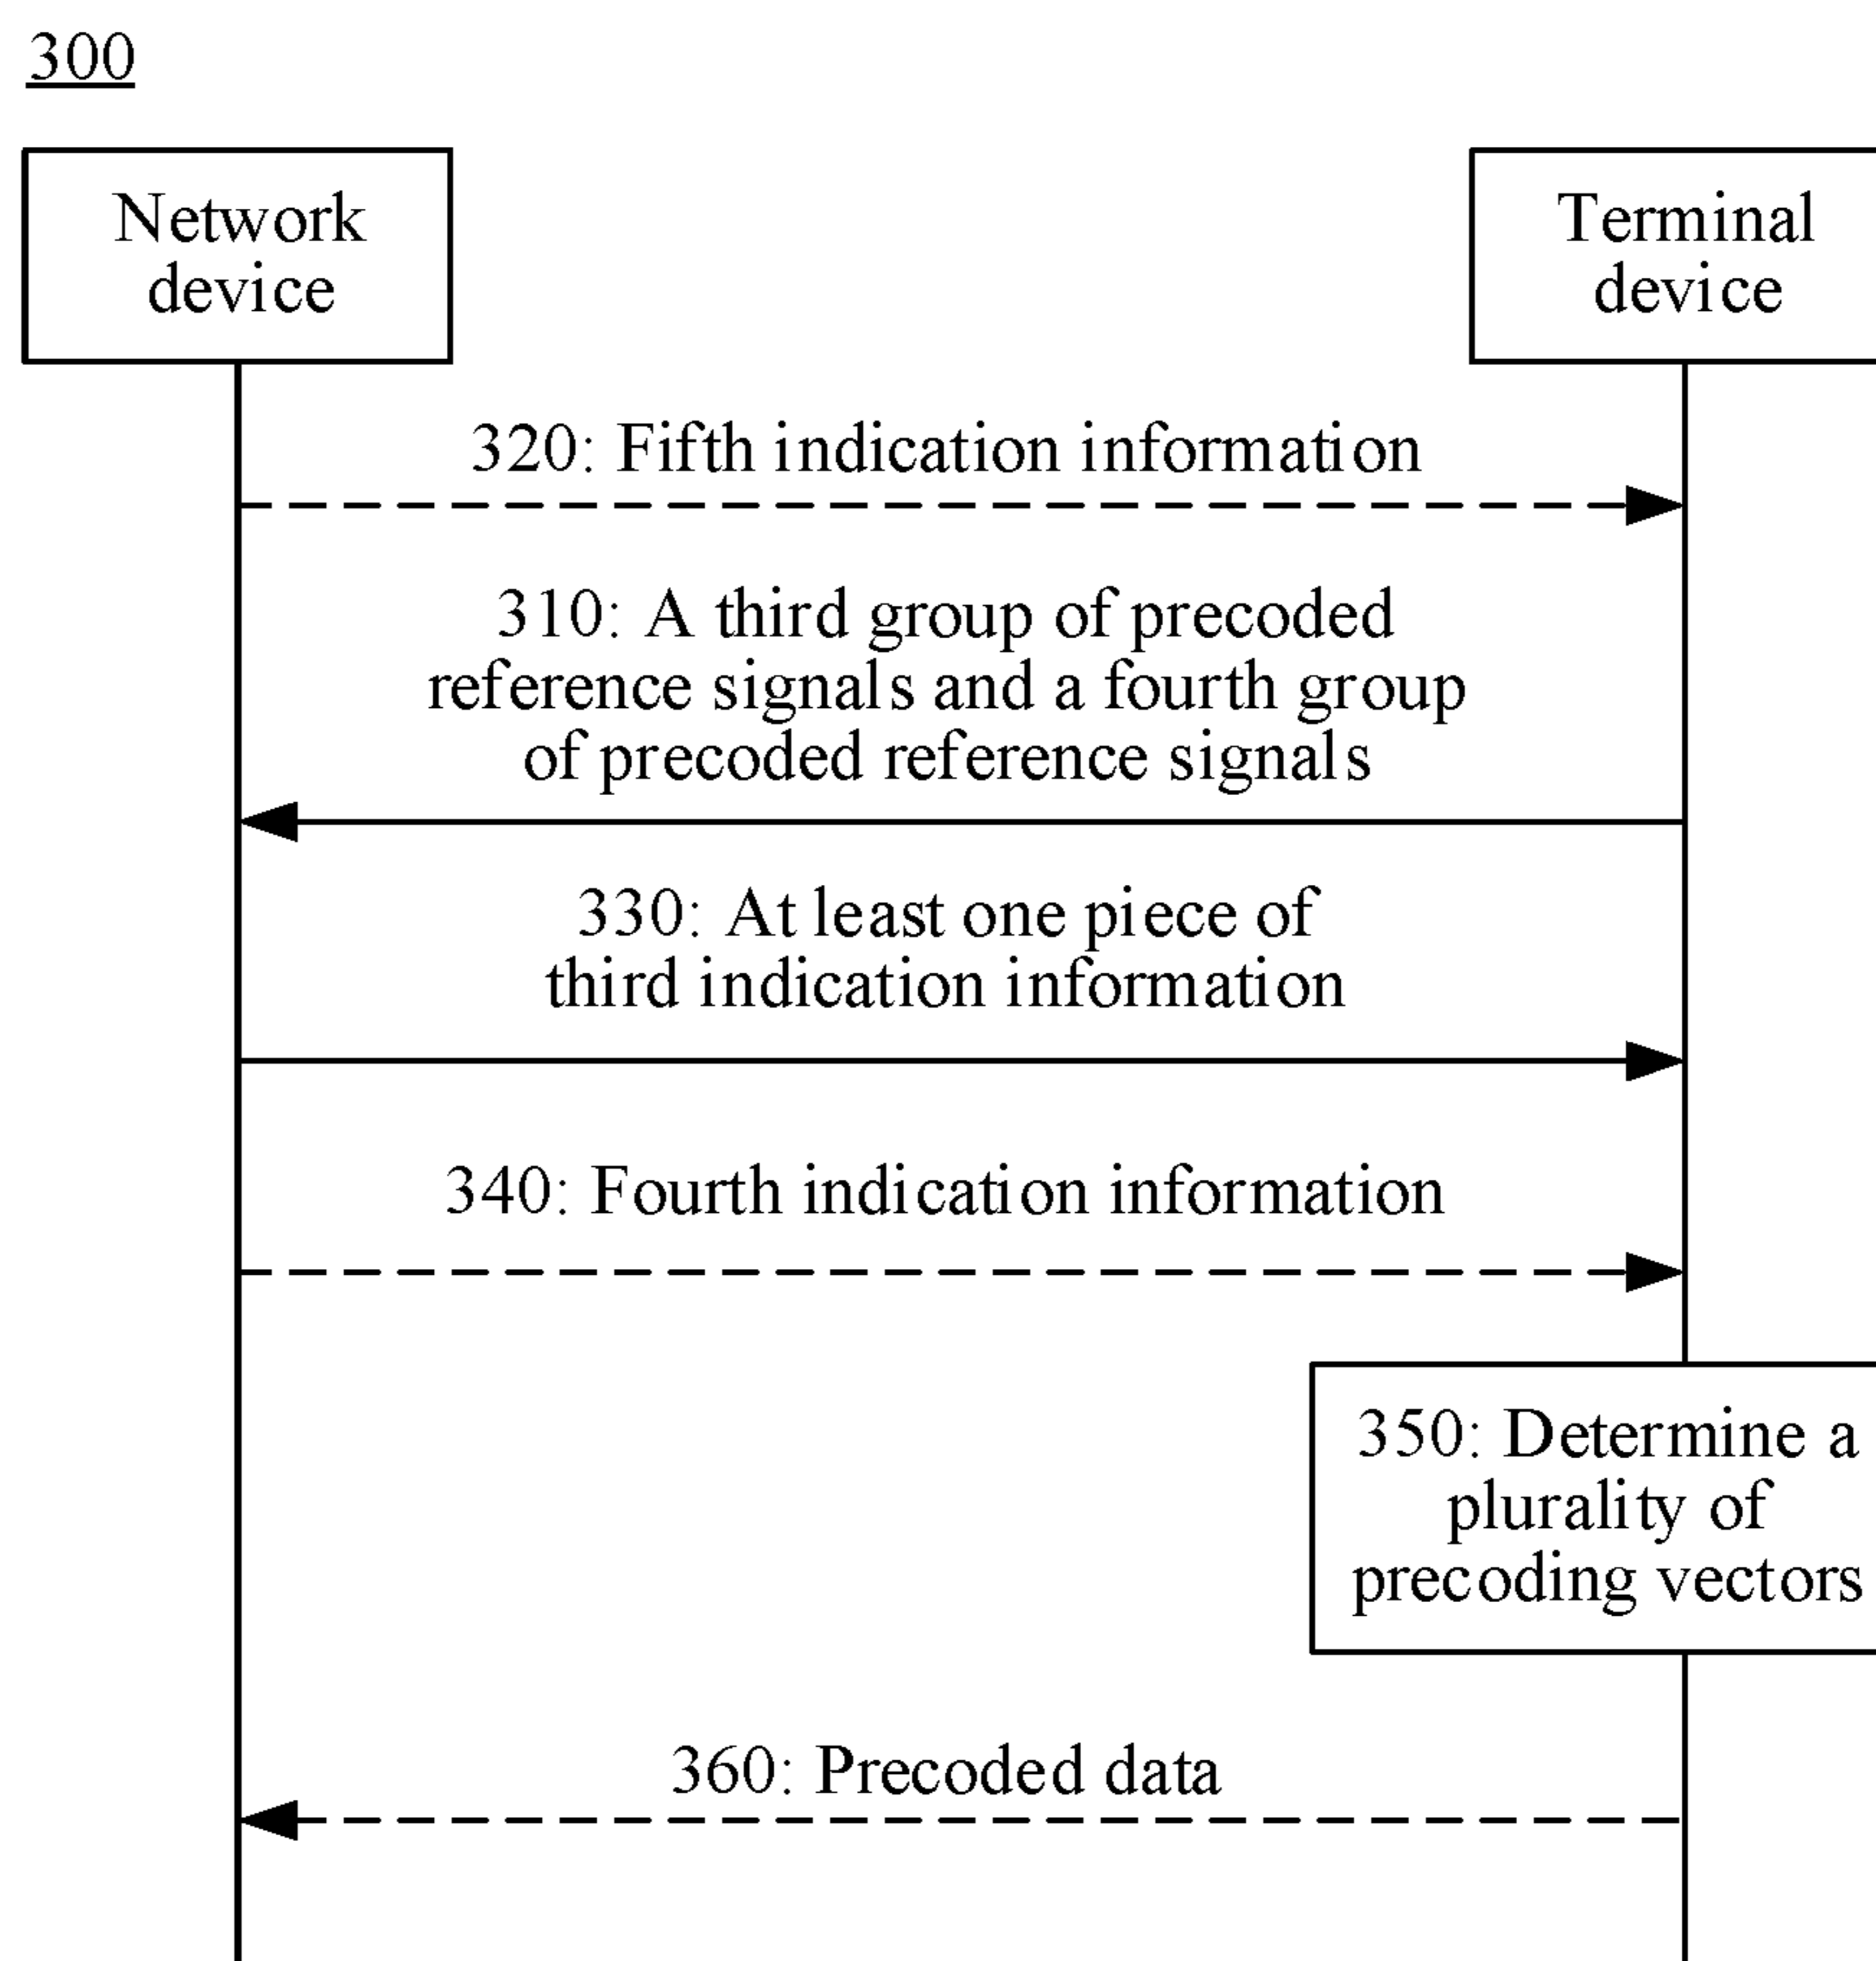 300
Network
device
Terminal
device
320: Fifth indication information
310: A third group of precoded
reference signals and a fourth group
of precoded reference signals
330: At least one piece of
third indication information
340: Fourth indication information
350: Determine a
plurality of
precoding vectors
360: Precoded data